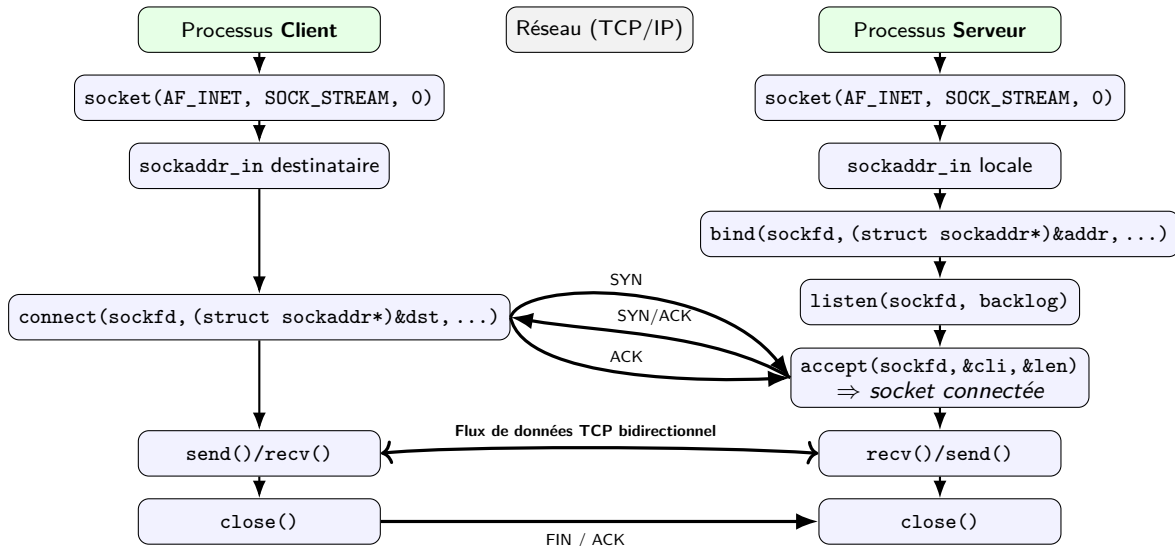 Processus Client
Réseau (TCP/IP)
Processus Serveur
socket(AF_INET, SOCK_STREAM, 0)
socket(AF_INET, SOCK_STREAM, 0)
sockaddr_in destinataire
sockaddr_in locale
bind(sockfd, (struct sockaddr*)&addr, ...)
SYN
listen(sockfd, backlog)
connect(sockfd, (struct sockaddr*)&dst, ...)
SYN/ACK
ACK
accept(sockfd, &cli, &len)
⇒ socket connectée
Flux de données TCP bidirectionnel
send()/recv()
recv()/send()
close()
close()
FIN / ACK